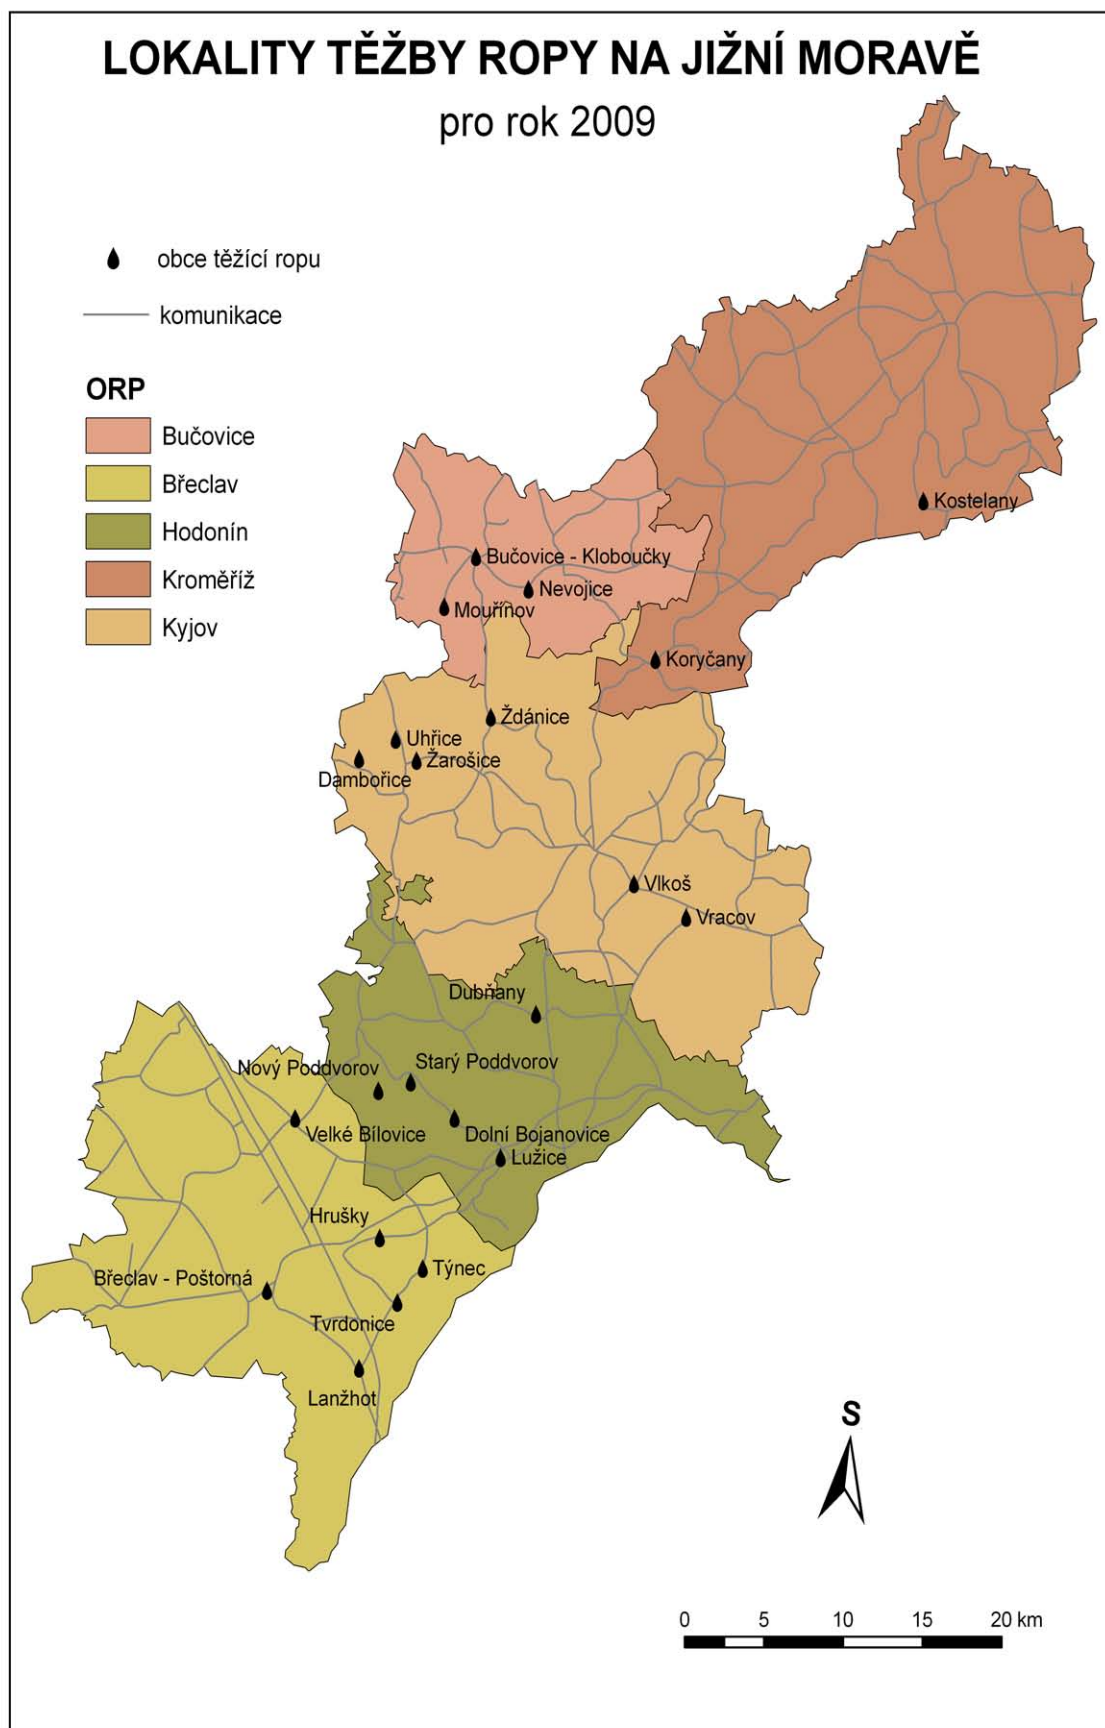 LOKALITY TĚŽBY ROPY NA JIŽNÍ MORAVĚ
pro rok 2009
obce těžící ropu
komunikace
ORP
Bučovice
Břeclav
Hodonín
Kroměříž
Kyjov
Kostelany
Bučovice - Kloboučky
Nevojice
Mouřínov
Koryčany
Ždánice
Uhřice
Žarošice
Dambořice
Vlkoš
Vracov
Dubňany
Starý Poddvorov
Nový Poddvorov
Velké Bílovice
Dolní Bojanovice
Lužice
Hrušky
Týnec
Břeclav - Poštorná
Tvrdonice
Lanžhot
S
0 5 10 15 20 km